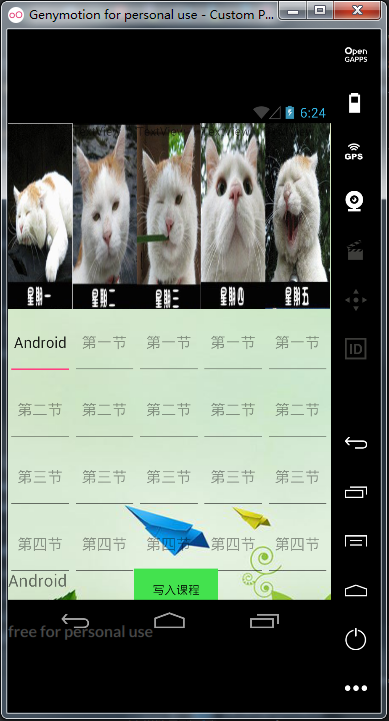 Genymotion for personal use - Custom P...
Open
GAPPS
6:24
GPS
TextView
星期一 星期二 星期三 星期四 星期五
ID
Android 第一节 第一节 第一节 第一节
第二节 第二节 第二节 第二节 第二节
第三节 第三节 第三节 第三节 第三节
第四节 第四节 第四节 第四节 第四节
Android
写入课程
free for personal use